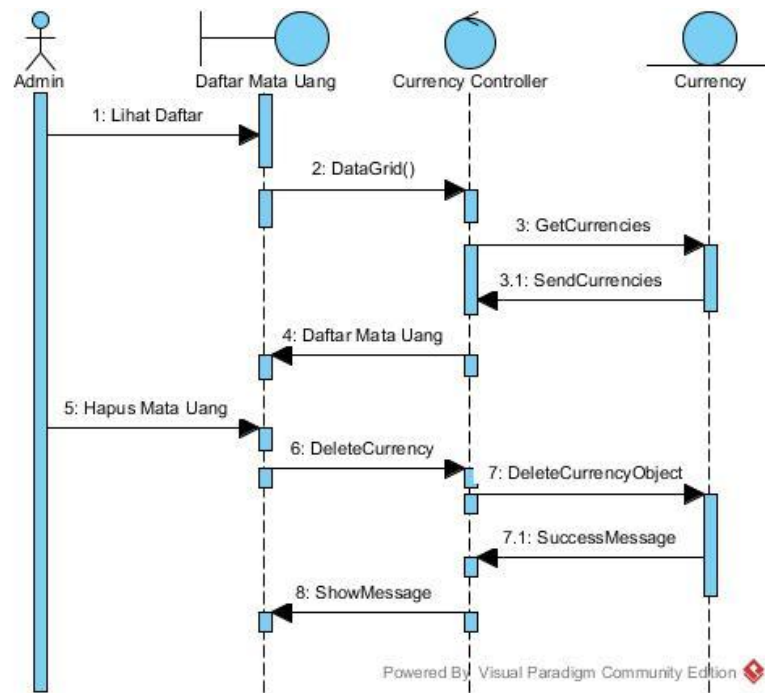 Admin
Daftar Mata Uang
Currency Controller
Currency
1: Lihat Daftar
2: DataGrid()
3: GetCurrencies
3.1: SendCurrencies
4: Daftar Mata Uang
5: Hapus Mata Uang
6: DeleteCurrency
7: DeleteCurrencyObject
7.1: SuccessMessage
8: ShowMessage
Powered By Visual Paradigm Community Edition